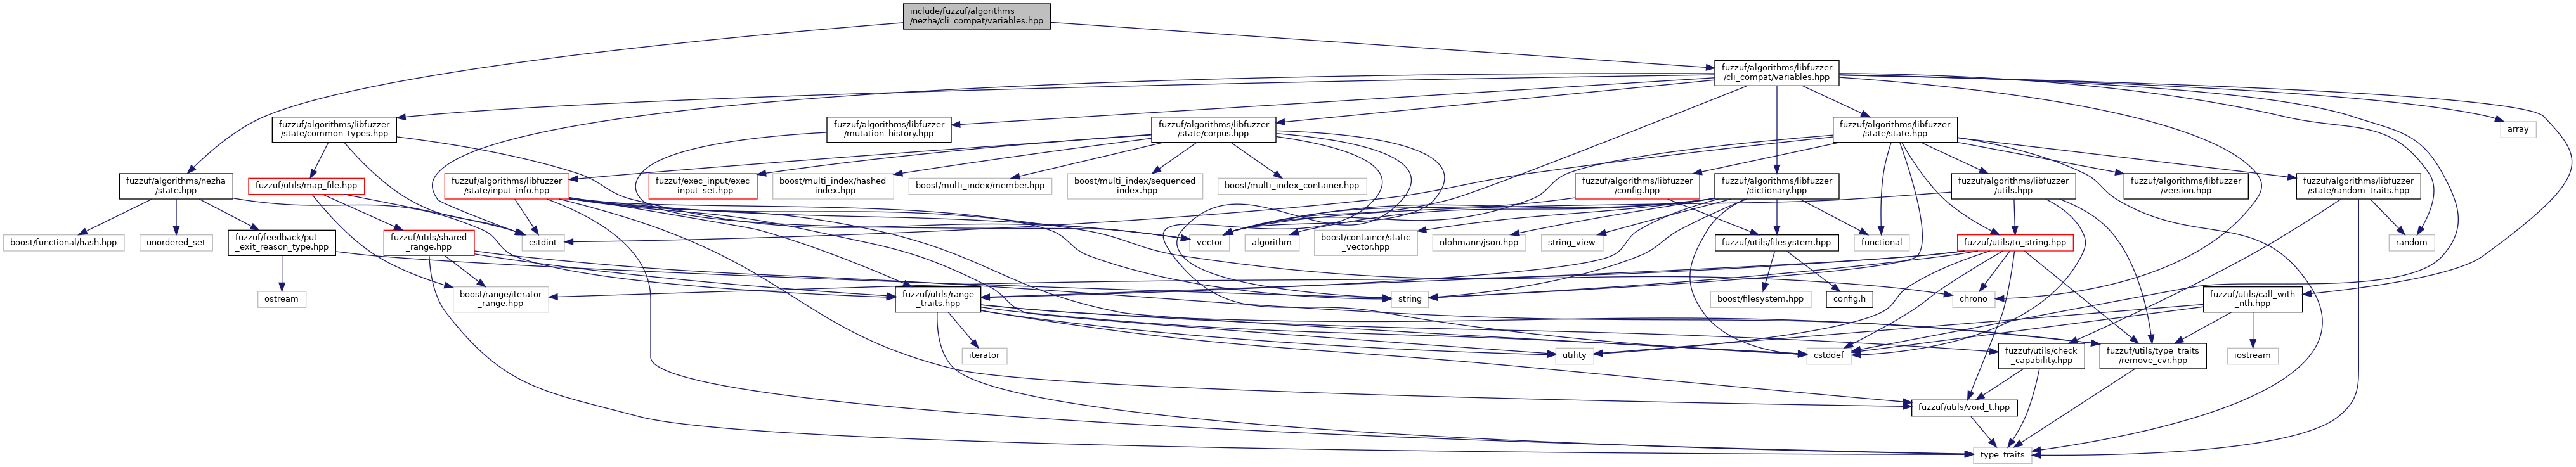 include/fuzzuf/algorithms
/nezha/cli_compat/variables.hpp
fuzzuf/algorithms/libfuzzer
/cli_compat/variables.hpp
fuzzuf/algorithms/libfuzzer
/state/common_types.hpp
fuzzuf/algorithms/libfuzzer
/mutation_history.hpp
fuzzuf/algorithms/libfuzzer
/state/corpus.hpp
fuzzuf/algorithms/libfuzzer
/state/state.hpp
array
fuzzuf/algorithms/nezha
/state.hpp
fuzzuf/utils/map_file.hpp
fuzzuf/algorithms/libfuzzer
/state/input_info.hpp
fuzzuf/exec_input/exec
_input_set.hpp
boost/multi_index/hashed
_index.hpp
boost/multi_index/member.hpp
boost/multi_index/sequenced
_index.hpp
boost/multi_index_container.hpp
fuzzuf/algorithms/libfuzzer
/config.hpp
fuzzuf/algorithms/libfuzzer
/dictionary.hpp
fuzzuf/algorithms/libfuzzer
/utils.hpp
fuzzuf/algorithms/libfuzzer
/version.hpp
fuzzuf/algorithms/libfuzzer
/state/random_traits.hpp
boost/functional/hash.hpp
unordered_set
fuzzuf/feedback/put
_exit_reason_type.hpp
fuzzuf/utils/shared
_range.hpp
cstdint
vector
algorithm
boost/container/static
_vector.hpp
nlohmann/json.hpp
string_view
fuzzuf/utils/filesystem.hpp
functional
fuzzuf/utils/to_string.hpp
random
ostream
boost/range/iterator
_range.hpp
fuzzuf/utils/range
_traits.hpp
string
boost/filesystem.hpp
config.h
chrono
fuzzuf/utils/call_with
_nth.hpp
iterator
utility
cstddef
fuzzuf/utils/check
_capability.hpp
fuzzuf/utils/type_traits
/remove_cvr.hpp
iostream
fuzzuf/utils/void_t.hpp
type_traits